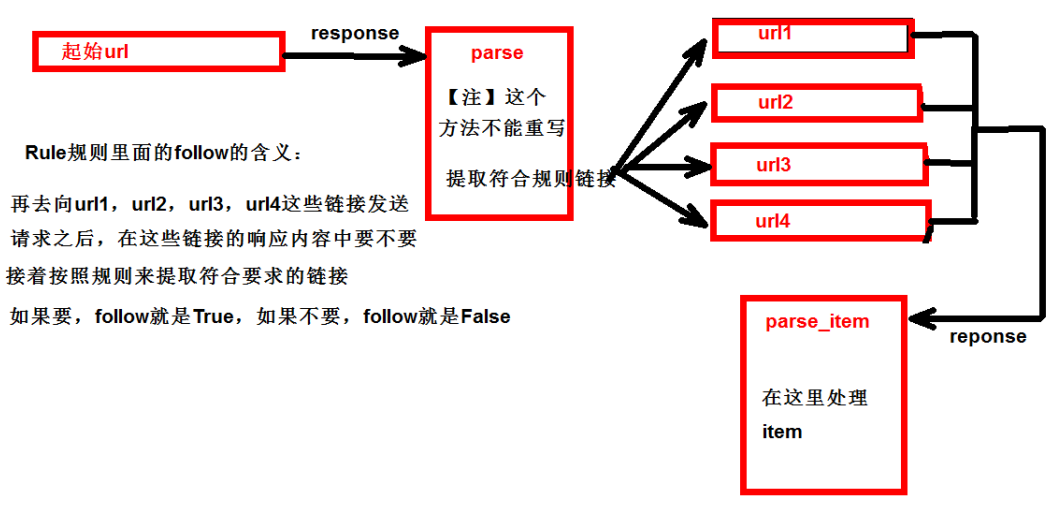 起始url
response
parse
【注】这个
方法不能重写
提取符合规则链接
url1
url2
url3
url4
Rule规则里面的follow的含义：
再去向url1，url2，url3，url4这些链接发送
请求之后，在这些链接的响应内容中要不要
接着按照规则来提取符合要求的链接
如果要，follow就是True，如果不要，follow就是False
parse_item
在这里处理
item
reponse